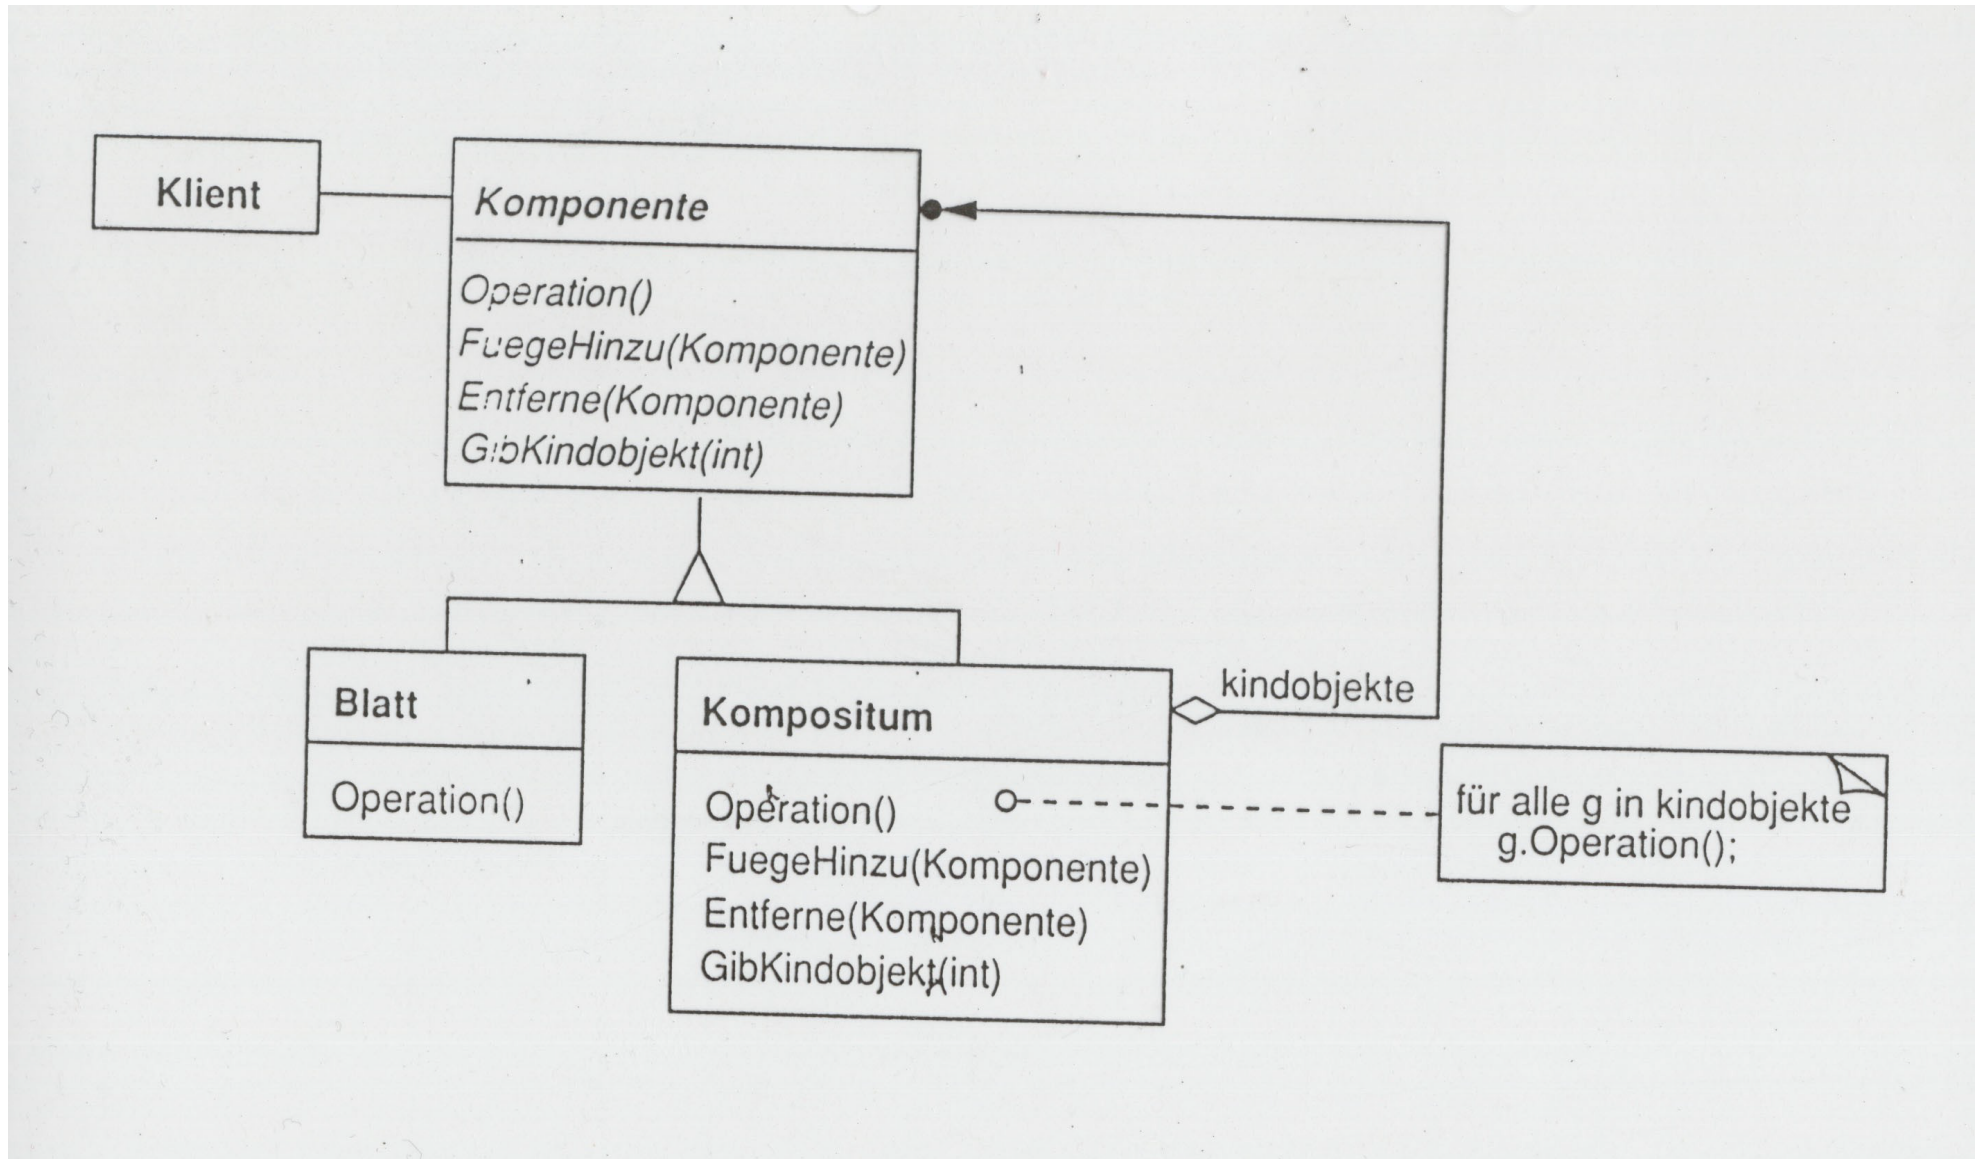 Klient
Komponente
Operation()
FuegeHinzu(Komponente)
Entferne(Komponente)
GibKindobjekt(int)
Blatt
Operation()
Kompositum
Operation()
FuegeHinzu(Komponente)
Entferne(Komponente)
GibKindobjekt(int)
kindobjekte
für alle g in kindobjekte
g.Operation();